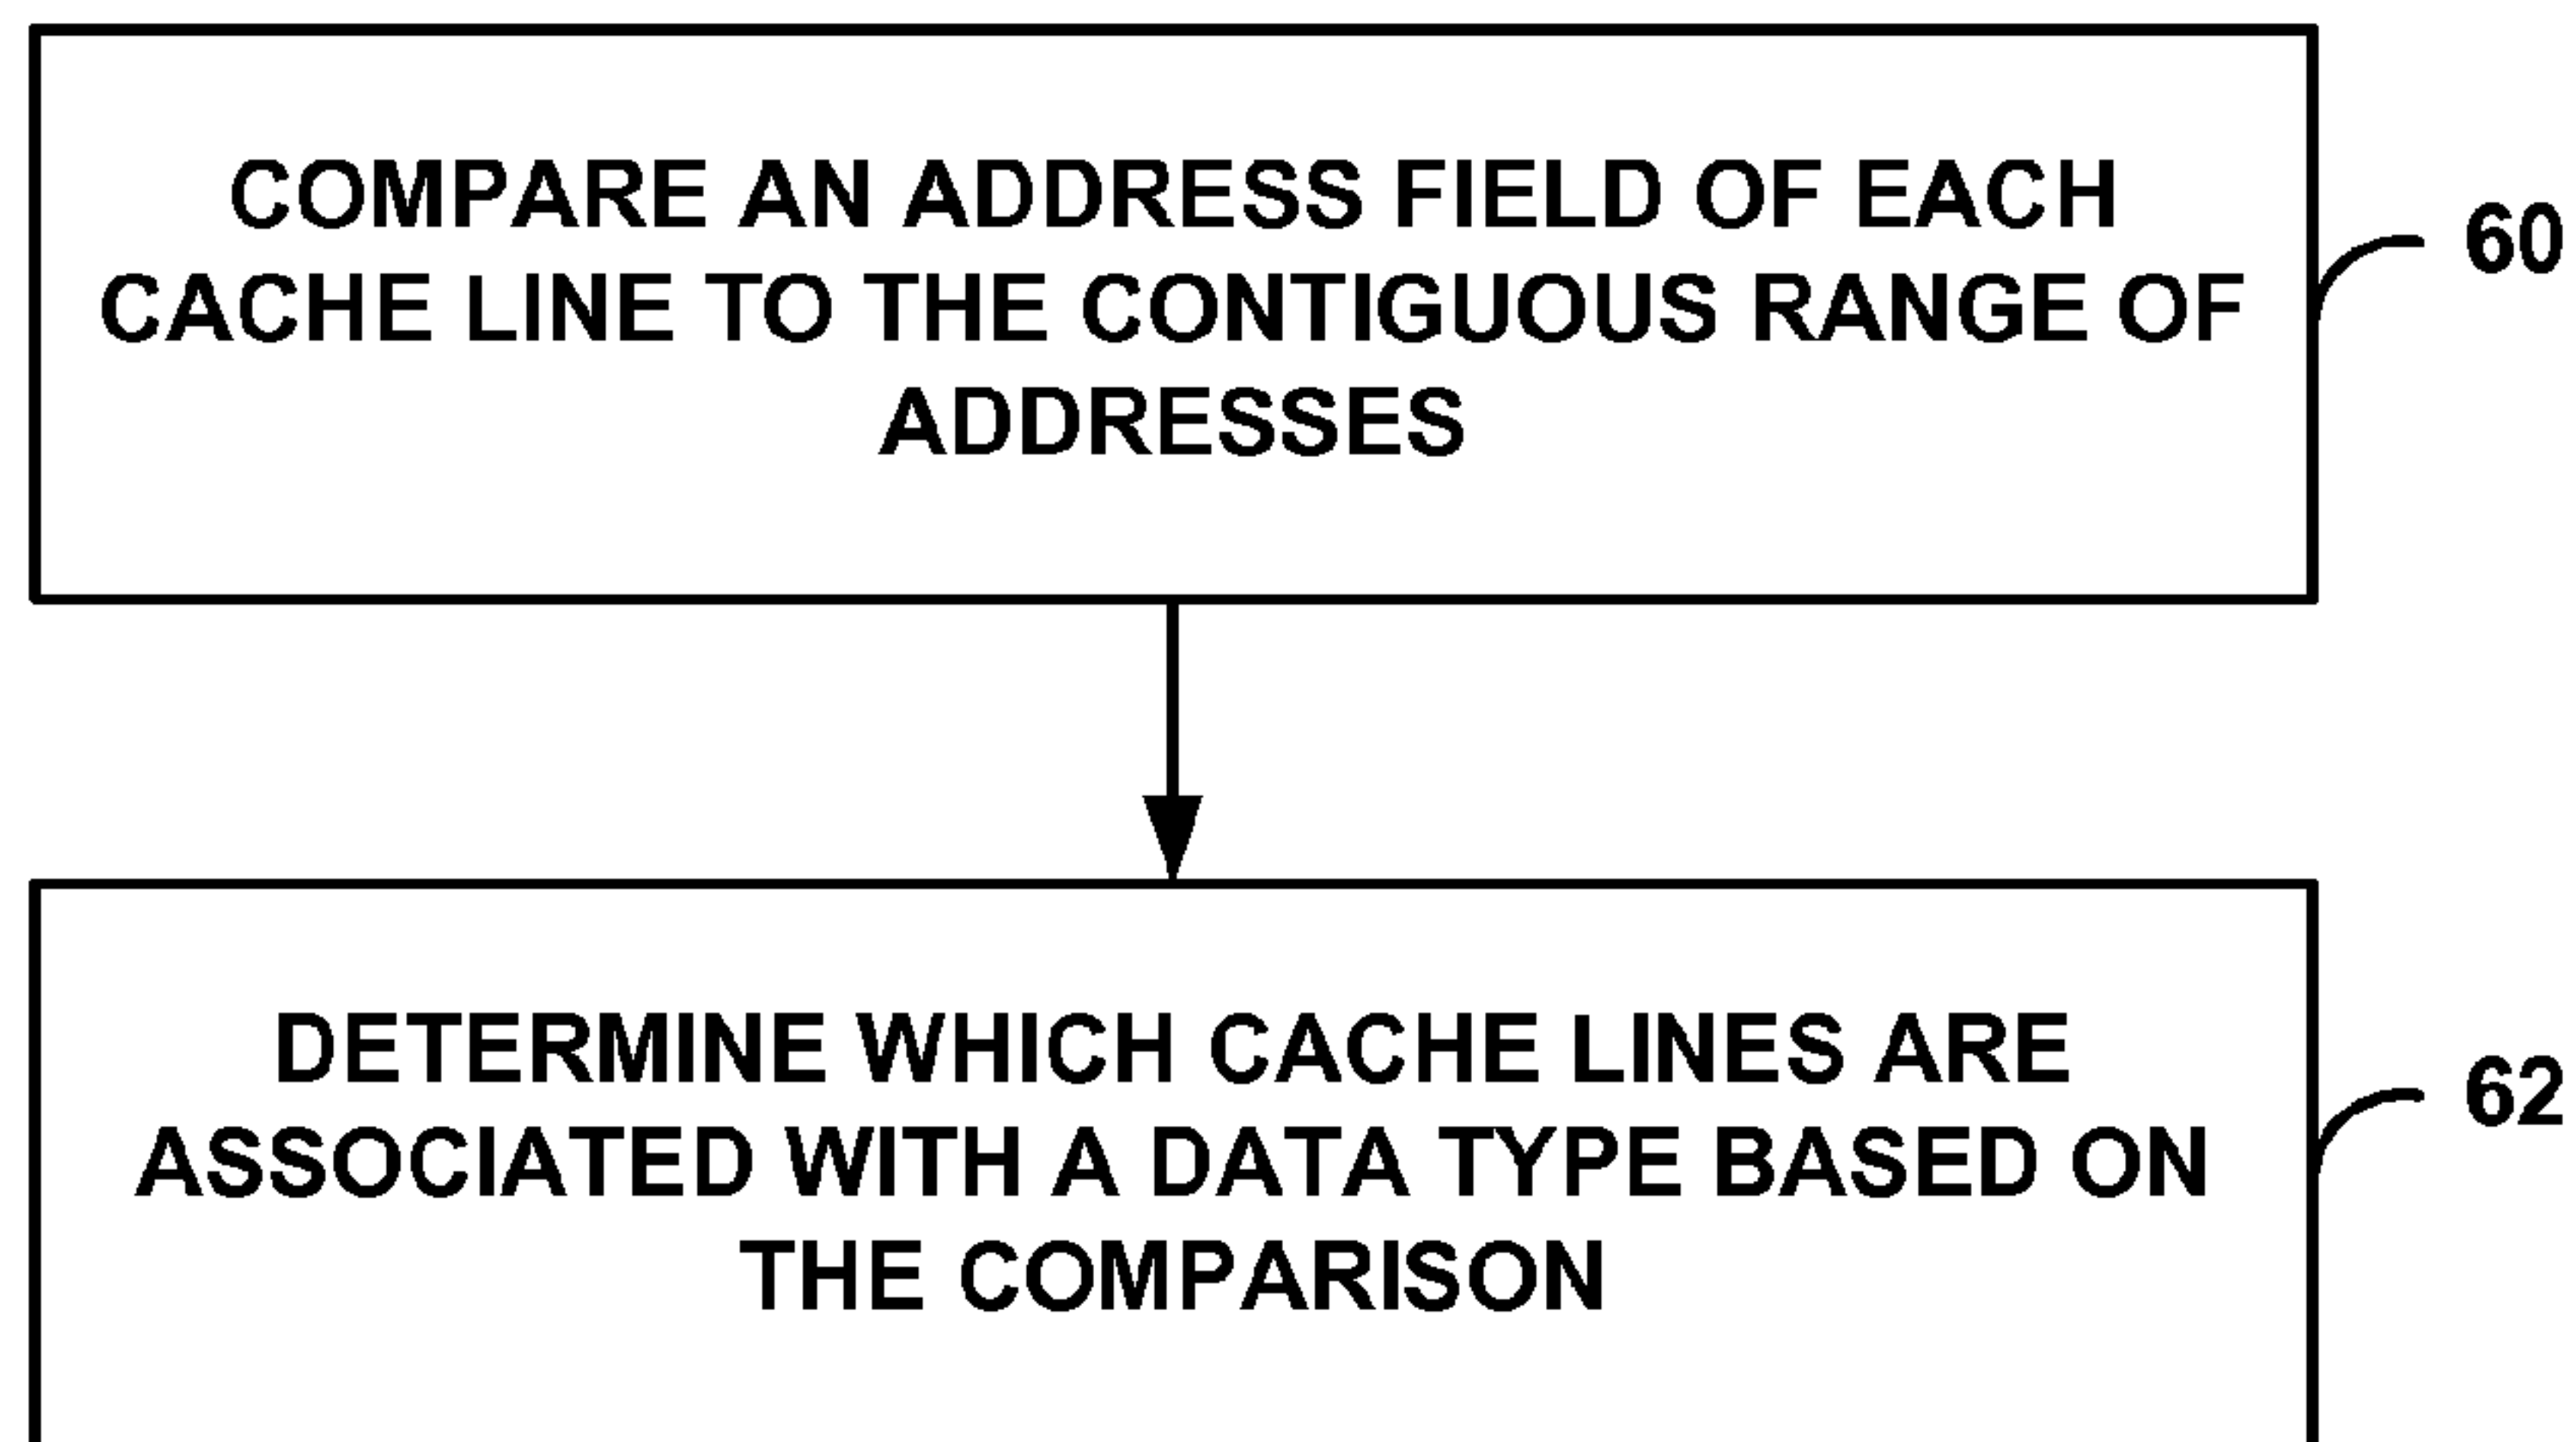 COMPARE AN ADDRESS FIELD OF EACH
CACHE LINE TO THE CONTIGUOUS RANGE OF
ADDRESSES
60
DETERMINE WHICH CACHE LINES ARE
ASSOCIATED WITH A DATA TYPE BASED ON
THE COMPARISON
62